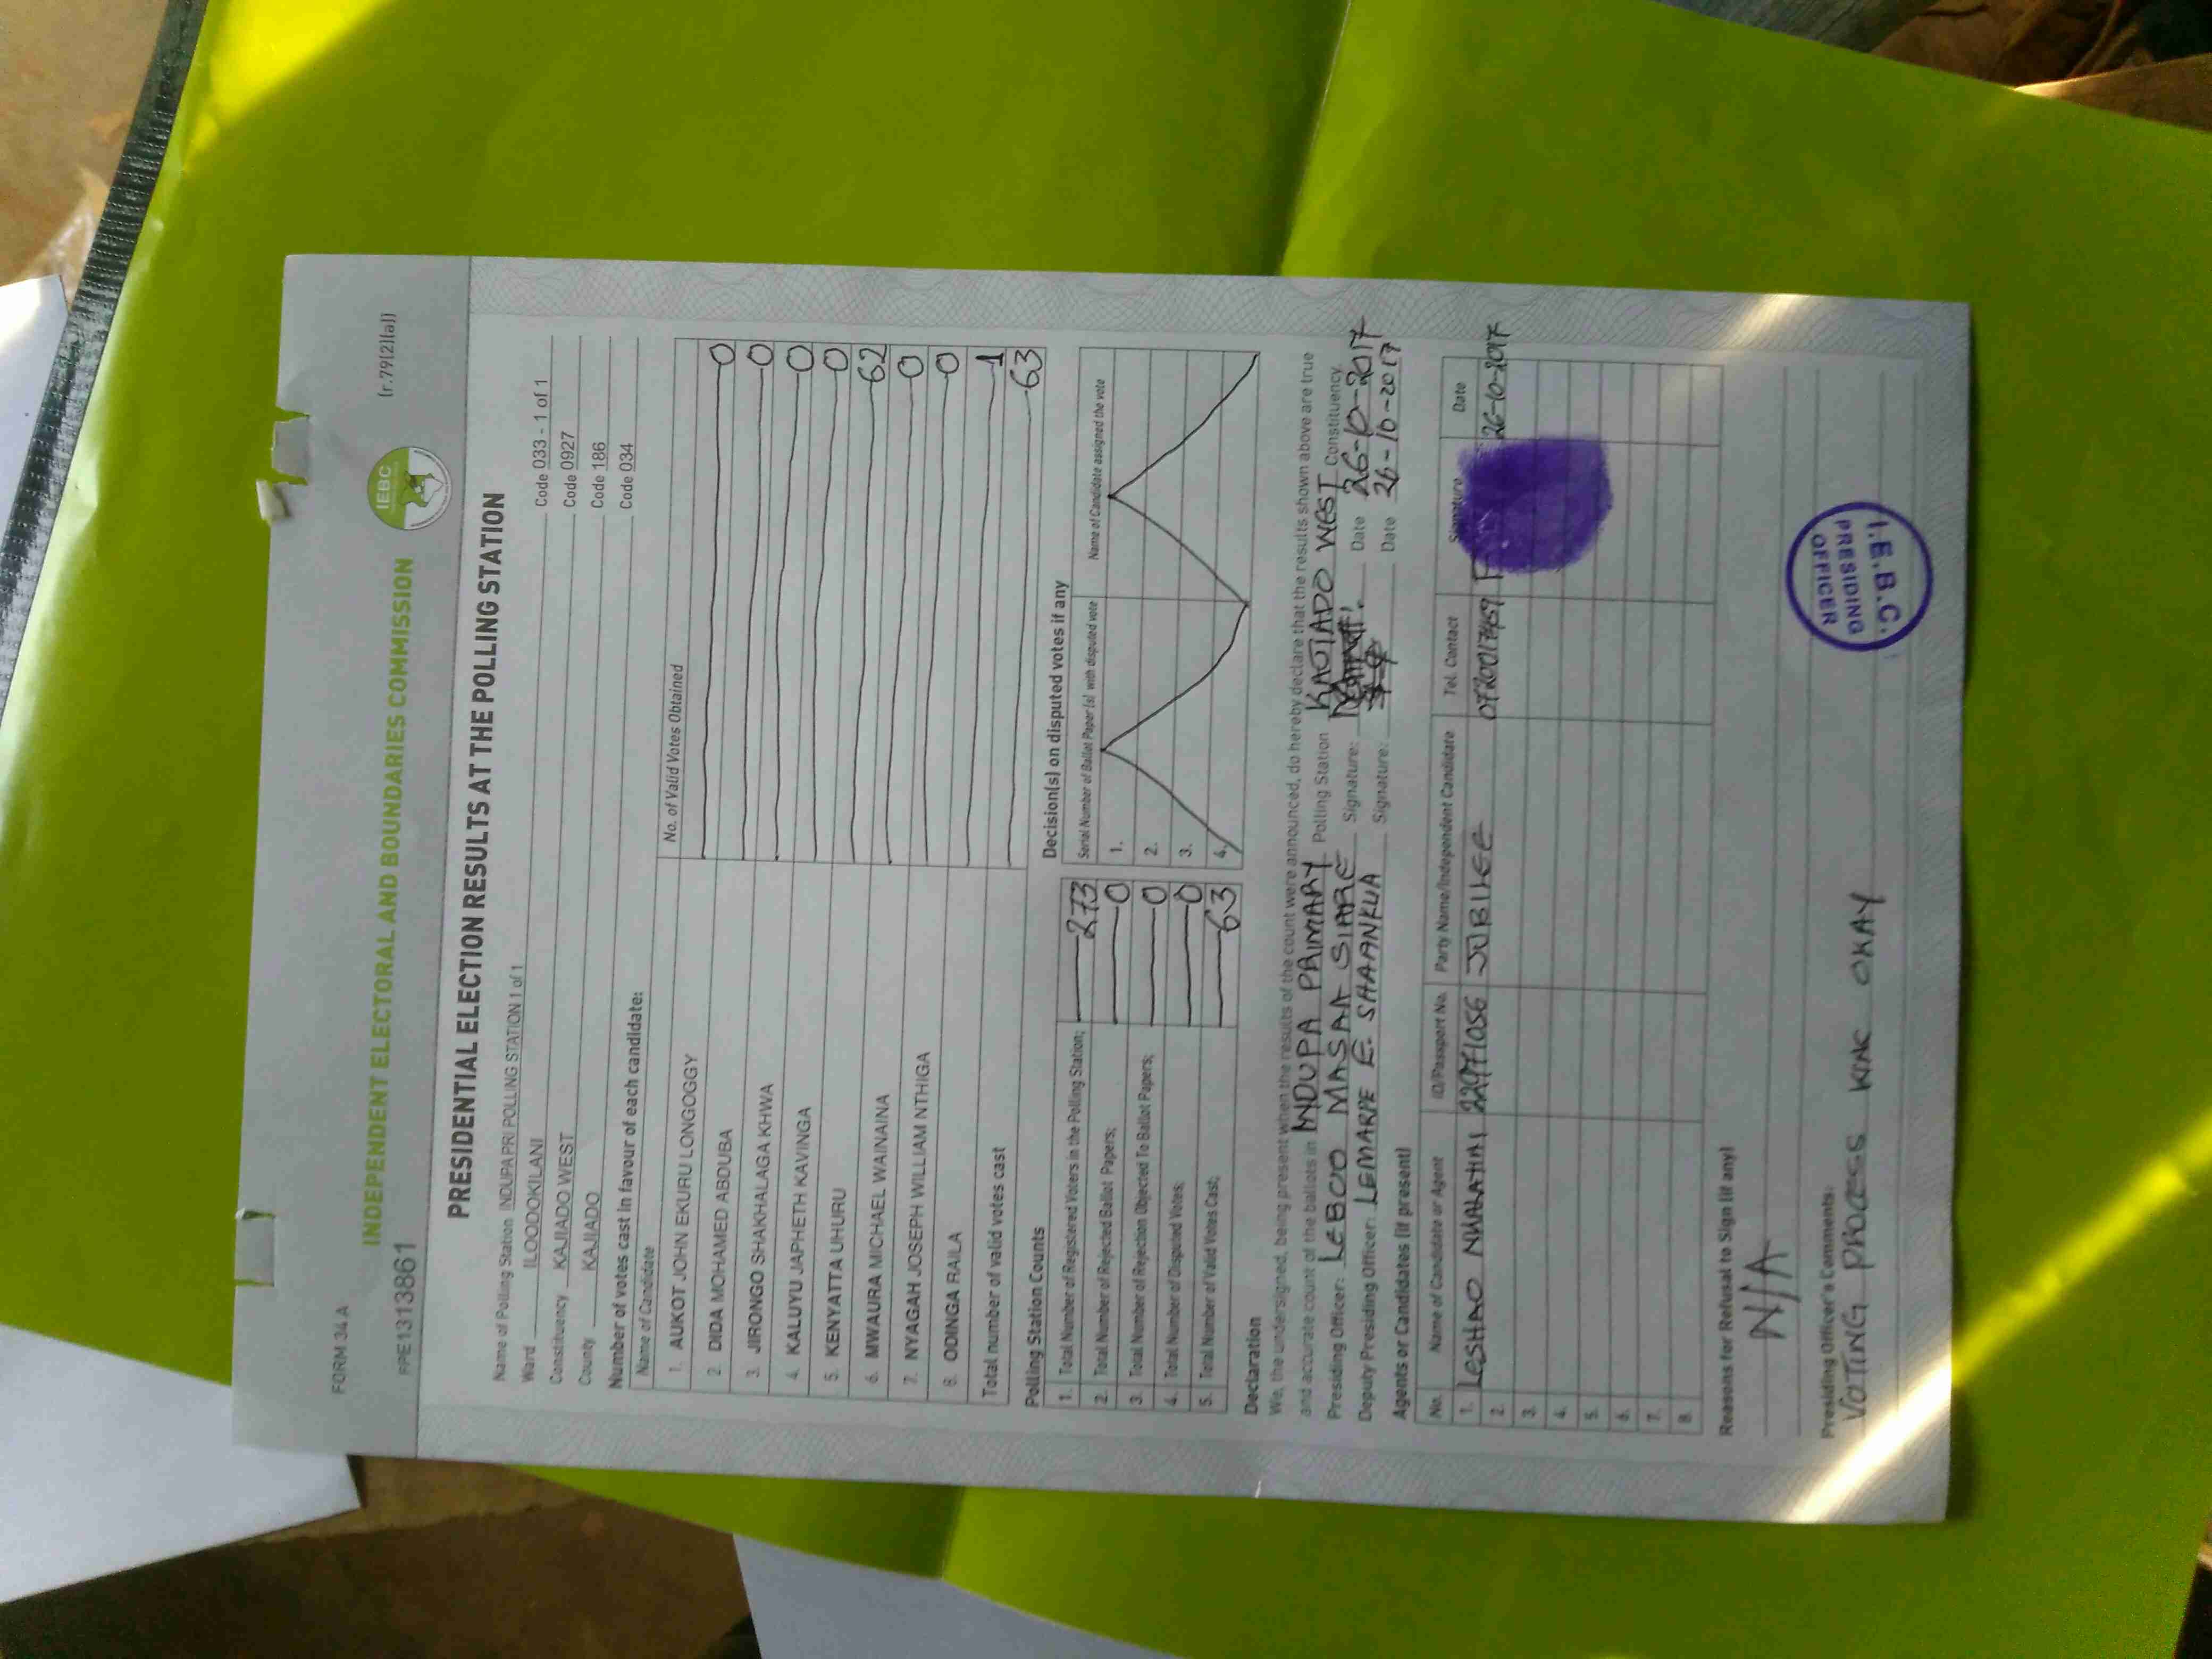 FORM 34 A
(r.79(2)(a))
INDEPENDENT ELECTORAL AND BOUNDARIES COMMISSION
IEBC
PPE1313861
PRESIDENTIAL ELECTION RESULTS AT THE POLLING STATION
Name of Polling Station INDUPA PRI POLLING STATION 1 of 1 Code 033 - 1 of 1
Ward ILOODOKILANI Code 0927
Constituency KAJIADO WEST Code 186
County KAJIADO Code 034
Number of votes cast in favour of each candidate:
Name of Candidate No. of Valid Votes Obtained
1. AUKOT JOHN EKURU LONGOGGY 0
2. DIDA MOHAMED ABDUBA 0
3. JIRONGO SHAKHALAGA KHWA 0
4. KALUYU JAPHETH KAVINGA 0
5. KENYATTA UHURU 62
6. MWAURA MICHAEL WAINAINA 0
7. NYAGAH JOSEPH WILLIAM NTHIGA 0
8. ODINGA RAILA 1
Total number of valid votes cast 63
Polling Station Counts
1. Total Number of Registered Voters in the Polling Station; 273
2. Total Number of Rejected Ballot Papers; 0
3. Total Number of Rejection Objected To Ballot Papers; 0
4. Total Number of Disputed Votes; 0
5. Total Number of Valid Votes Cast; 63
Decision(s) on disputed votes if any
Serial Number of Ballot Paper (s) with disputed vote Name of Candidate assigned the vote
1.
2.
3.
4.
Declaration
We, the undersigned, being present when the results of the count were announced, do hereby declare that the results shown above are true
and accurate count of the ballots in INDUPA PRIMARY Polling Station KAJIADO WEST Constituency
Presiding Officer: LEBOO MASAA SIARE Signature: Date 26-10-2017
Deputy Presiding Officer: LEMARPE E. SHAANKUA Signature: Date 26-10-2017
Agents or Candidates (if present)
No. Name of Candidate or Agent ID/Passport No. Party Name/Independent Candidate Tel. Contact Signature Date
1. LESHAO 22971056 JUBILEE 26-10-2017
2.
3.
4.
5.
6.
7.
8.
Reasons for Refusal to Sign (if any)
N/A
Presiding Officer's Comments:
VOTING PROCESS WAC OKAY
I.E.B.C.
PRESIDING
OFFICER